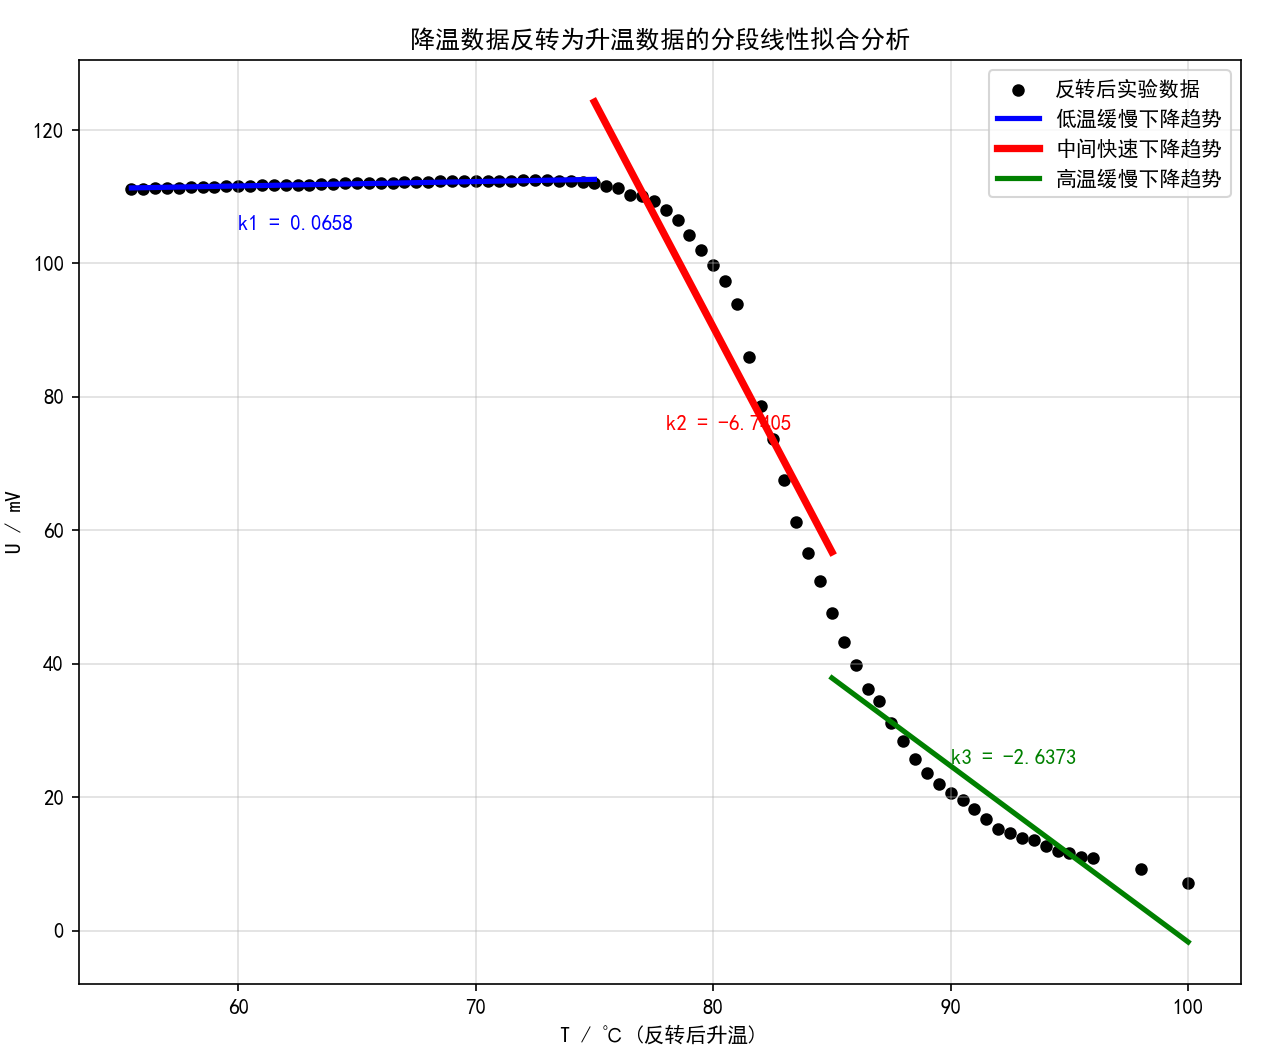 降温数据反转为升温数据的分段线性拟合分析
反转后实验数据
低温缓慢下降趋势
中间快速下降趋势
高温缓慢下降趋势
120
100
80
60
40
20
0
U / mV
k1 = 0.0658
k2 = -6.7405
k3 = -2.6373
60
70
80
90
100
T / ℃ (反转后升温)